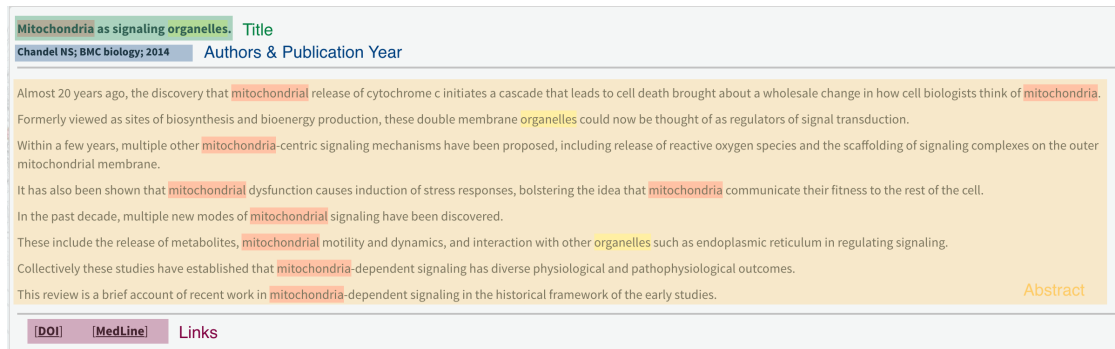 Mitochondria as signaling organelles. Title
Chandel NS; BMC biology; 2014 Authors & Publication Year
Almost 20 years ago, the discovery that mitochondrial release of cytochrome c initiates a cascade that leads to cell death brought about a wholesale change in how cell biologists think of mitochondria.
Formerly viewed as sites of biosynthesis and bioenergy production, these double membrane organelles could now be thought of as regulators of signal transduction.
Within a few years, multiple other mitochondria-centric signaling mechanisms have been proposed, including release of reactive oxygen species and the scaffolding of signaling complexes on the outer
mitochondrial membrane.
It has also been shown that mitochondrial dysfunction causes induction of stress responses, bolstering the idea that mitochondria communicate their fitness to the rest of the cell.
In the past decade, multiple new modes of mitochondrial signaling have been discovered.
These include the release of metabolites, mitochondrial motility and dynamics, and interaction with other organelles such as endoplasmic reticulum in regulating signaling.
Collectively these studies have established that mitochondria-dependent signaling has diverse physiological and pathophysiological outcomes.
This review is a brief account of recent work in mitochondria-dependent signaling in the historical framework of the early studies.
Abstract
[DOI] [MedLine] Links